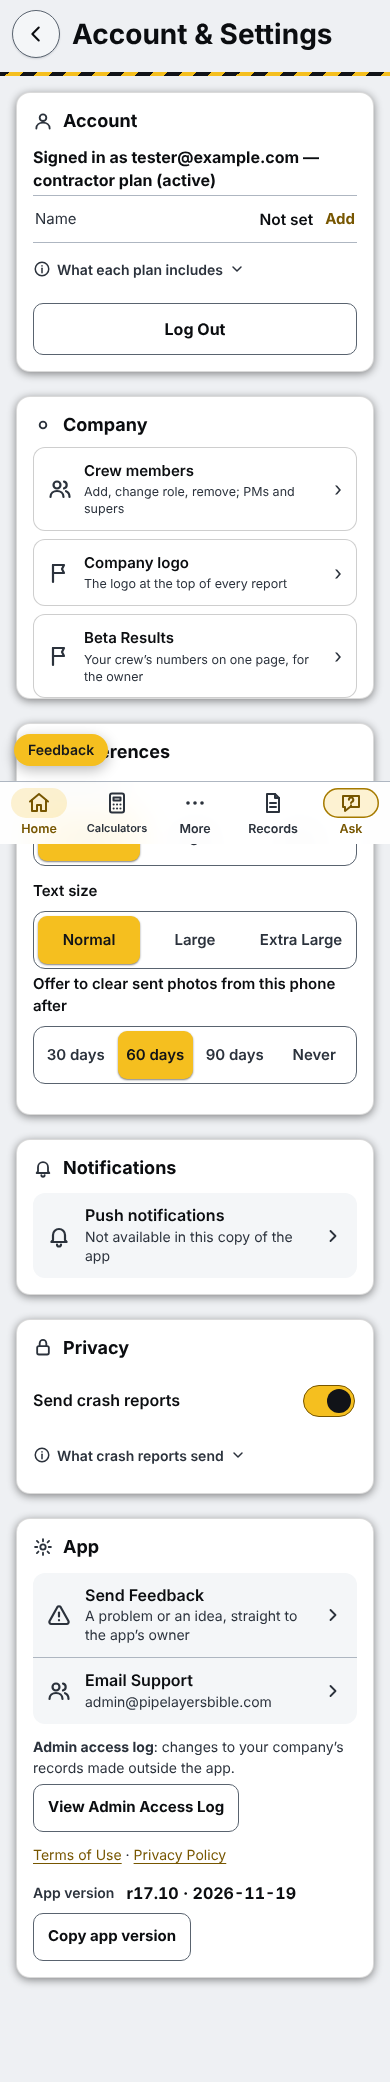 Account & Settings
Account
Signed in as tester@example.com —
contractor plan (active)
Name Not set Add
What each plan includes
Log Out
Company
Crew members
Add, change role, remove; PMs and
supers
Company logo
The logo at the top of every report
Beta Results
Your crew’s numbers on one page, for
the owner
Feedback
Home Calculators More Records Ask
Text size
Normal Large Extra Large
Offer to clear sent photos from this phone
after
30 days 60 days 90 days Never
Notifications
Push notifications
Not available in this copy of the
app
Privacy
Send crash reports
What crash reports send
App
Send Feedback
A problem or an idea, straight to
the app’s owner
Email Support
admin@pipelayersbible.com
Admin access log: changes to your company’s
records made outside the app.
View Admin Access Log
Terms of Use · Privacy Policy
App version r17.10 · 2026-11-19
Copy app version